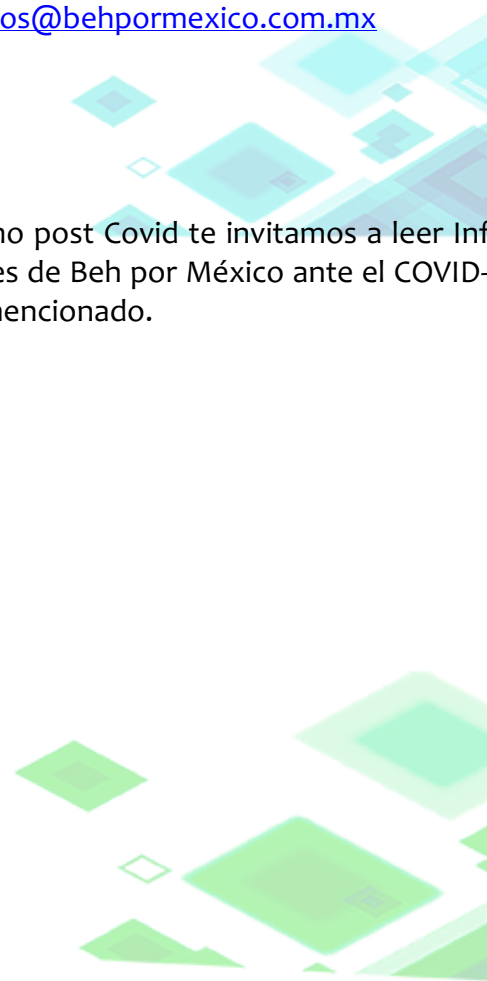 os@behpormexico.com.mx
no post Covid te invitamos a leer Inf
es de Beh por México ante el COVID-
mencionado.